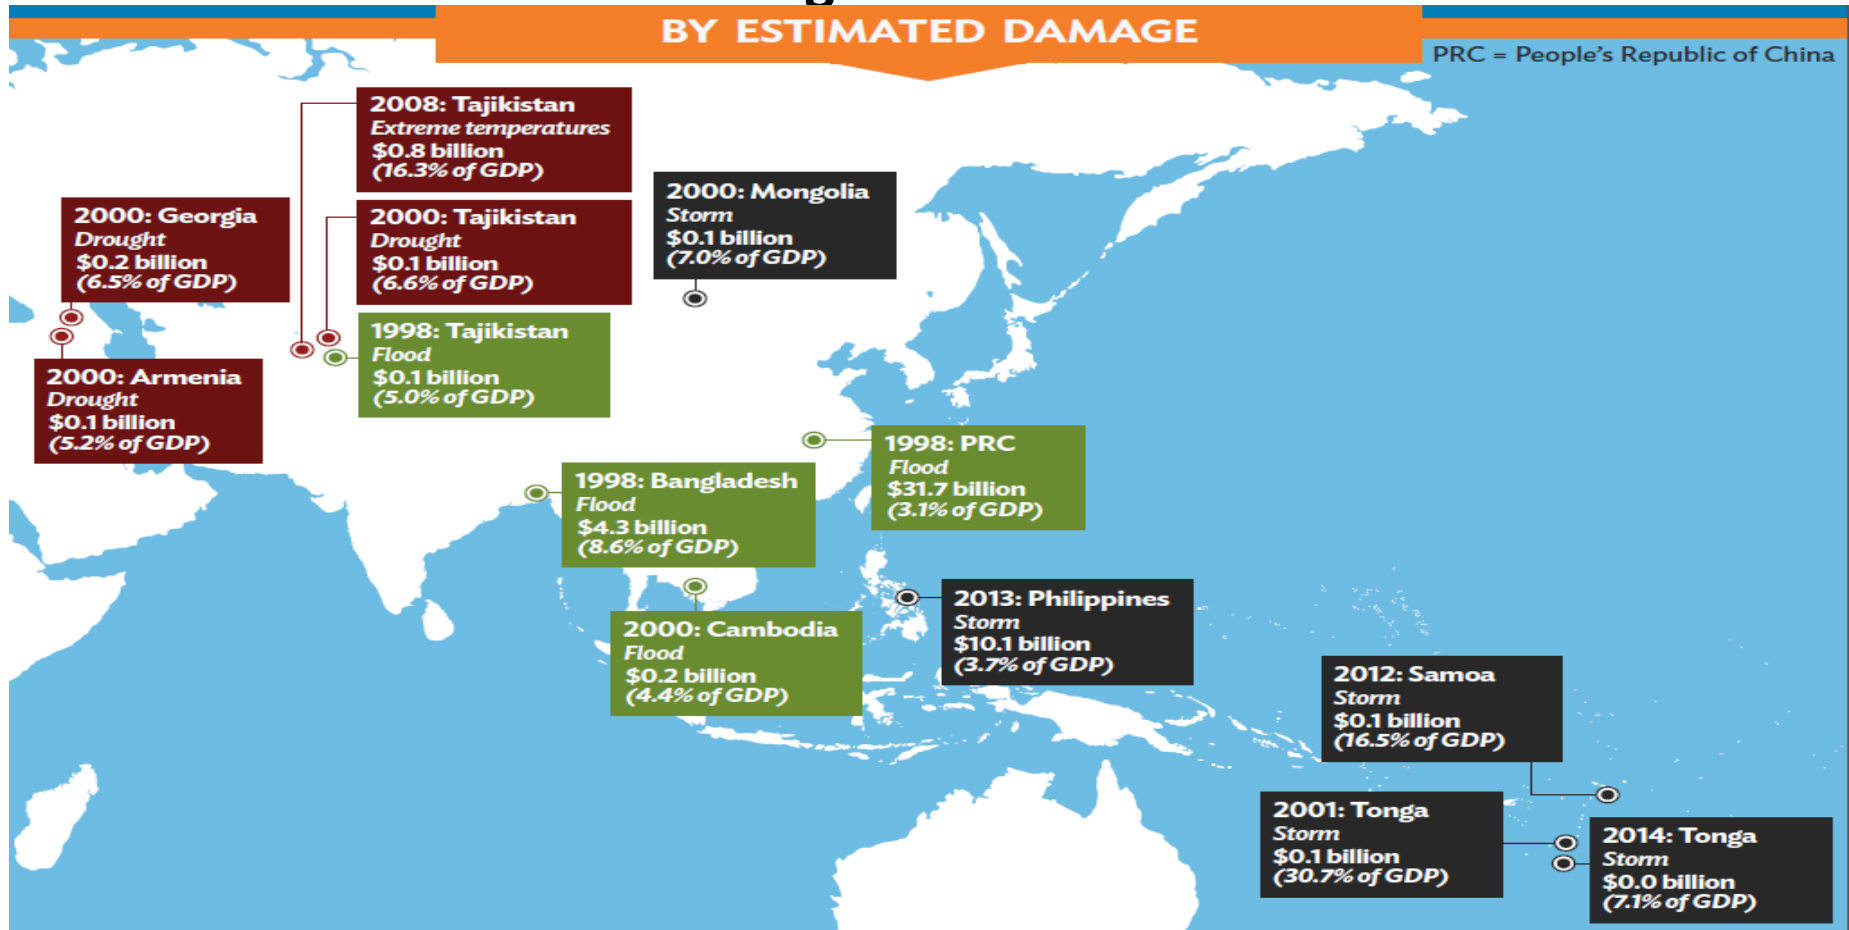 BY ESTIMATED DAMAGE
PRC = People's Republic of China
2008: Tajikistan
Extreme temperatures
$0.8 billion
(16.3% of GDP)
2000: Georgia
Drought
$0.2 billion
(6.5% of GDP)
2000: Tajikistan
Drought
$0.1 billion
(6.6% of GDP)
2000: Mongolia
Storm
$0.1 billion
(7.0% of GDP)
1998: Tajikistan
Flood
$0.1 billion
(5.0% of GDP)
2000: Armenia
Drought
$0.1 billion
(5.2% of GDP)
1998: PRC
Flood
$31.7 billion
(3.1% of GDP)
1998: Bangladesh
Flood
$4.3 billion
(8.6% of GDP)
2000: Cambodia
Flood
$0.2 billion
(4.4% of GDP)
2013: Philippines
Storm
$10.1 billion
(3.7% of GDP)
2012: Samoa
Storm
$0.1 billion
(16.5% of GDP)
2001: Tonga
Storm
$0.1 billion
(30.7% of GDP)
2014: Tonga
Storm
$0.0 billion
(7.1% of GDP)